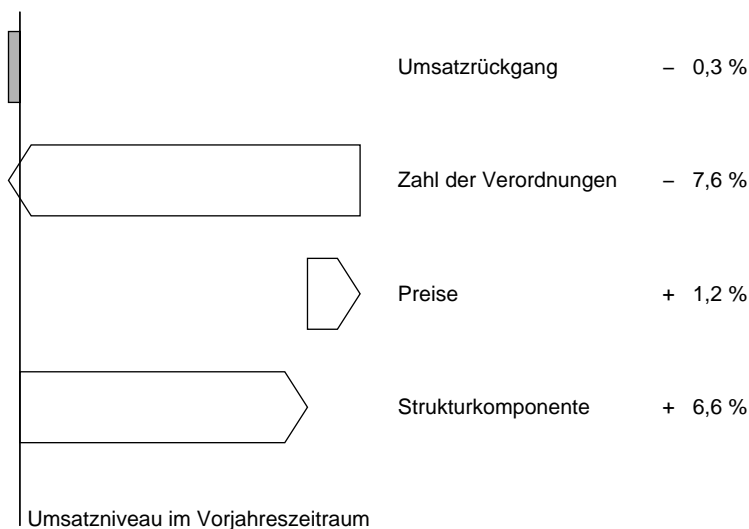 Umsatzrückgang – 0,3 %
Zahl der Verordnungen – 7,6 %
Preise + 1,2 %
Strukturkomponente + 6,6 %
Umsatzniveau im Vorjahreszeitraum